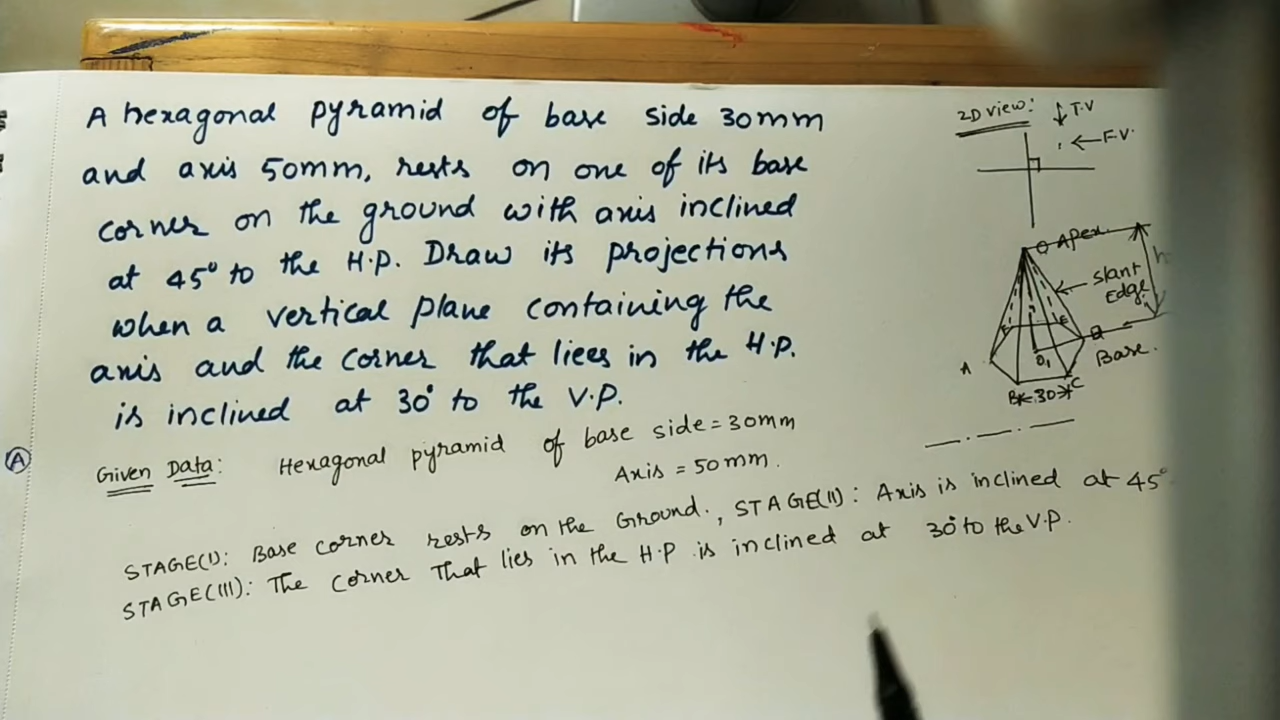 A hexagonal pyramid of base side 30mm
and axis 50mm, rests on one of its base
corner on the ground with axis inclined
at 45° to the H.P. Draw its projections
when a vertical plane containing the
axis and the corner that liees in the H.P.
is inclined at 30° to the V.P.
A
Given Data: Hexagonal pyramid of base side = 30mm
Axis = 50mm.
STAGE(I): Base corner rests on the Ground., STAGE(II): Axis is inclined at 45°
STAGE(III): The corner that lies in the H.P is inclined at 30° to the V.P.
2D view:
T.V
F.V.
O Apex.
h
Slant
Edge
A
O1
Base.
B 30 C